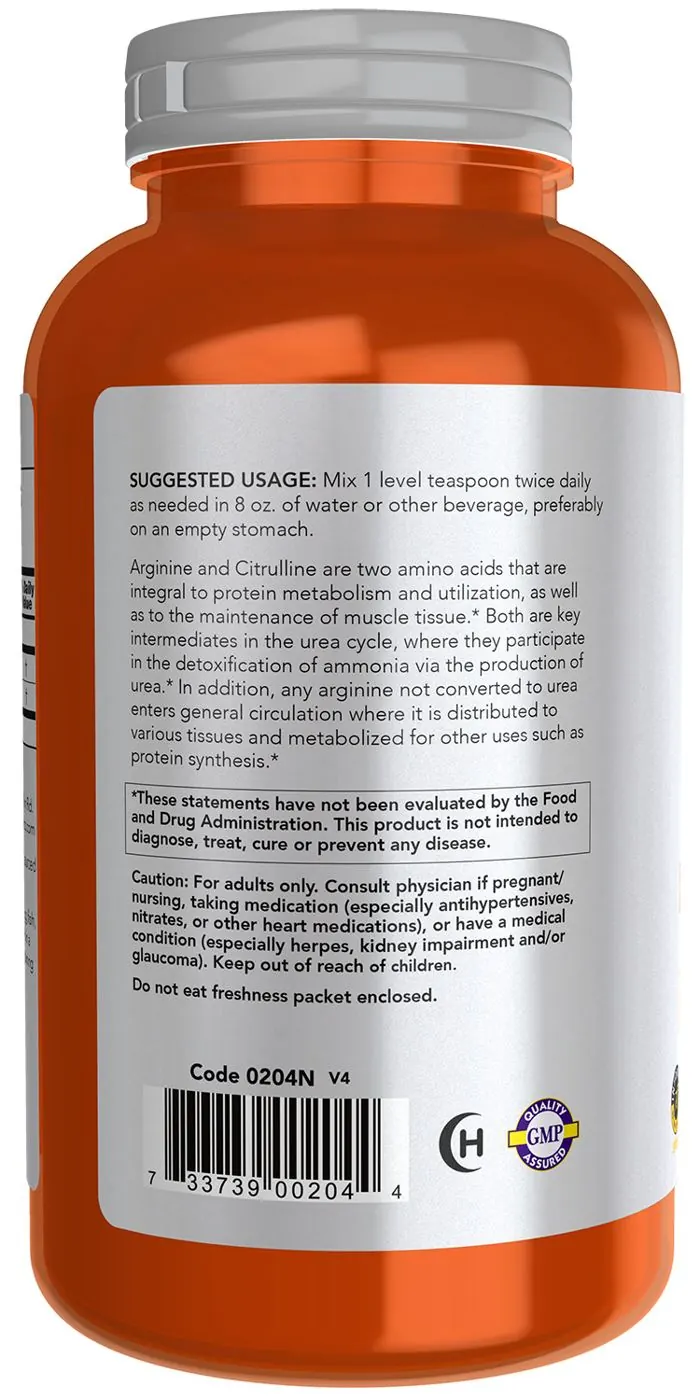 SUGGESTED USAGE: Mix 1 level teaspoon twice daily
as needed in 8 oz. of water or other beverage, preferably
on an empty stomach.
Arginine and Citrulline are two amino acids that are
integral to protein metabolism and utilization, as well
as to the maintenance of muscle tissue.* Both are key
intermediates in the urea cycle, where they participate
in the detoxification of ammonia via the production of
urea.* In addition, any arginine not converted to urea
enters general circulation where it is distributed to
various tissues and metabolized for other uses such as
protein synthesis.*
*These statements have not been evaluated by the Food
and Drug Administration. This product is not intended to
diagnose, treat, cure or prevent any disease.
Caution: For adults only. Consult physician if pregnant/
nursing, taking medication (especially antihypertensives,
nitrates, or other heart medications), or have a medical
condition (especially herpes, kidney impairment and/or
glaucoma). Keep out of reach of children.
Do not eat freshness packet enclosed.
Code 0204N V4
7 33739 00204 4
H
QUALITY
GMP
ASSURED